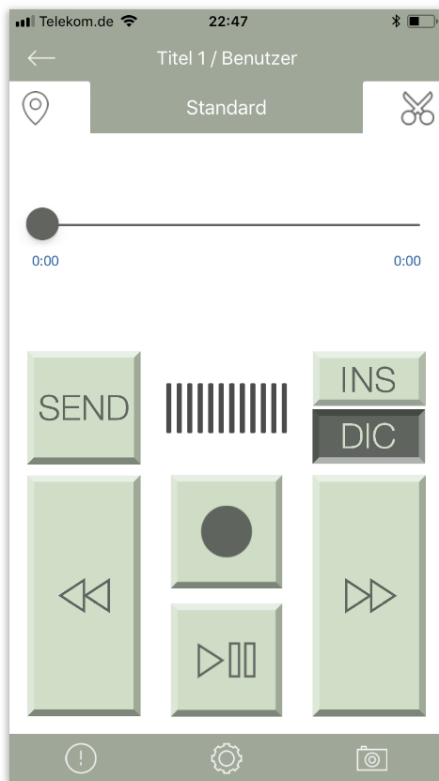 Telekom.de 22:47
Titel 1 / Benutzer
Standard
0:00 0:00
SEND
INS
DIC